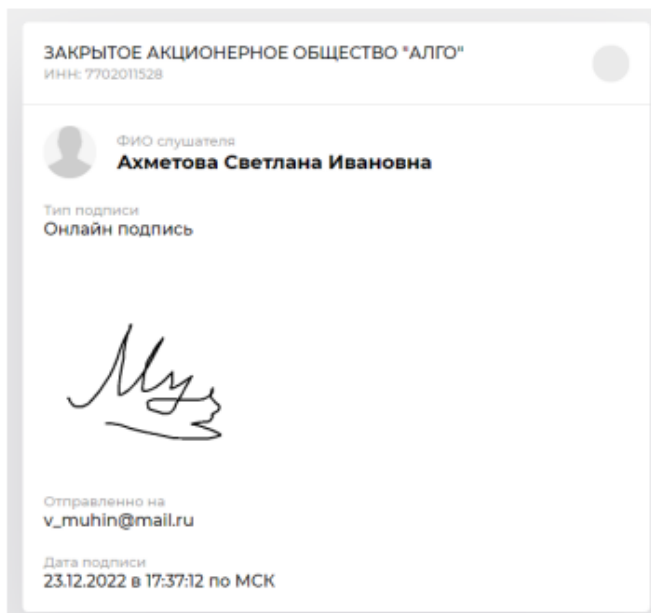 ЗАКРЫТОЕ АКЦИОНЕРНОЕ ОБЩЕСТВО "АЛГО"
ИНН: 7702011528
ФИО слушателя
Ахметова Светлана Ивановна
Тип подписи
Онлайн подпись
Отправленно на
v_muhin@mail.ru
Дата подписи
23.12.2022 в 17:37:12 по МСК